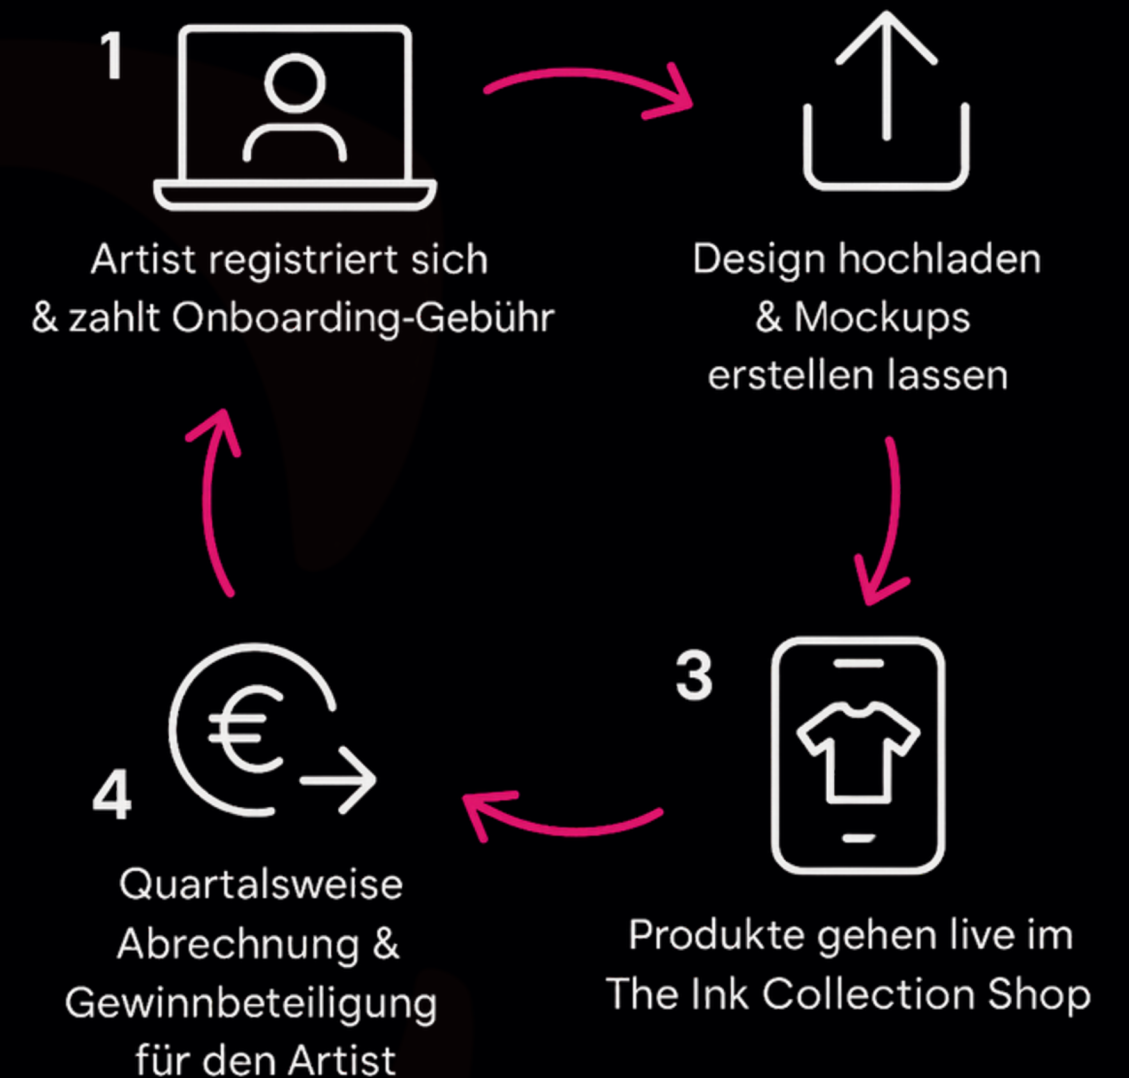 1
Artist registriert sich
& zahlt Onboarding-Gebühr
Design hochladen
& Mockups
erstellen lassen
3
Produkte gehen live im
The Ink Collection Shop
4
€
Quartalsweise
Abrechnung &
Gewinnbeteiligung
für den Artist